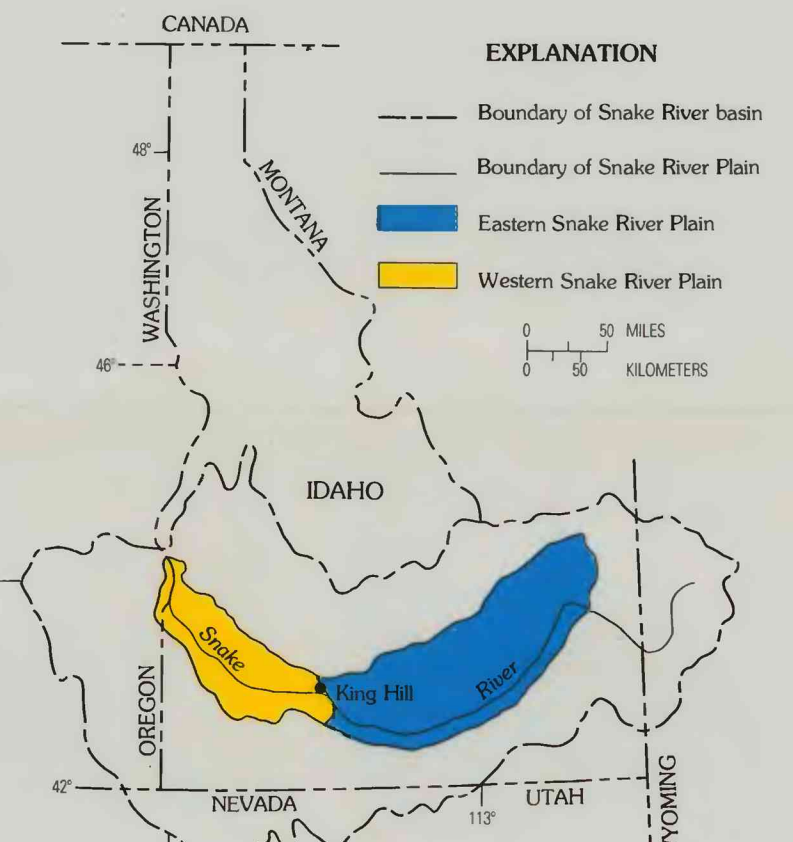 CANADA
EXPLANATION
Boundary of Snake River basin
Boundary of Snake River Plain
Eastern Snake River Plain
Western Snake River Plain
0 50 MILES
0 50 KILOMETERS
48°
MONTANA
WASHINGTON
46°
IDAHO
Snake
King Hill
River
OREGON
42°
NEVADA
UTAH
113°
YOMING